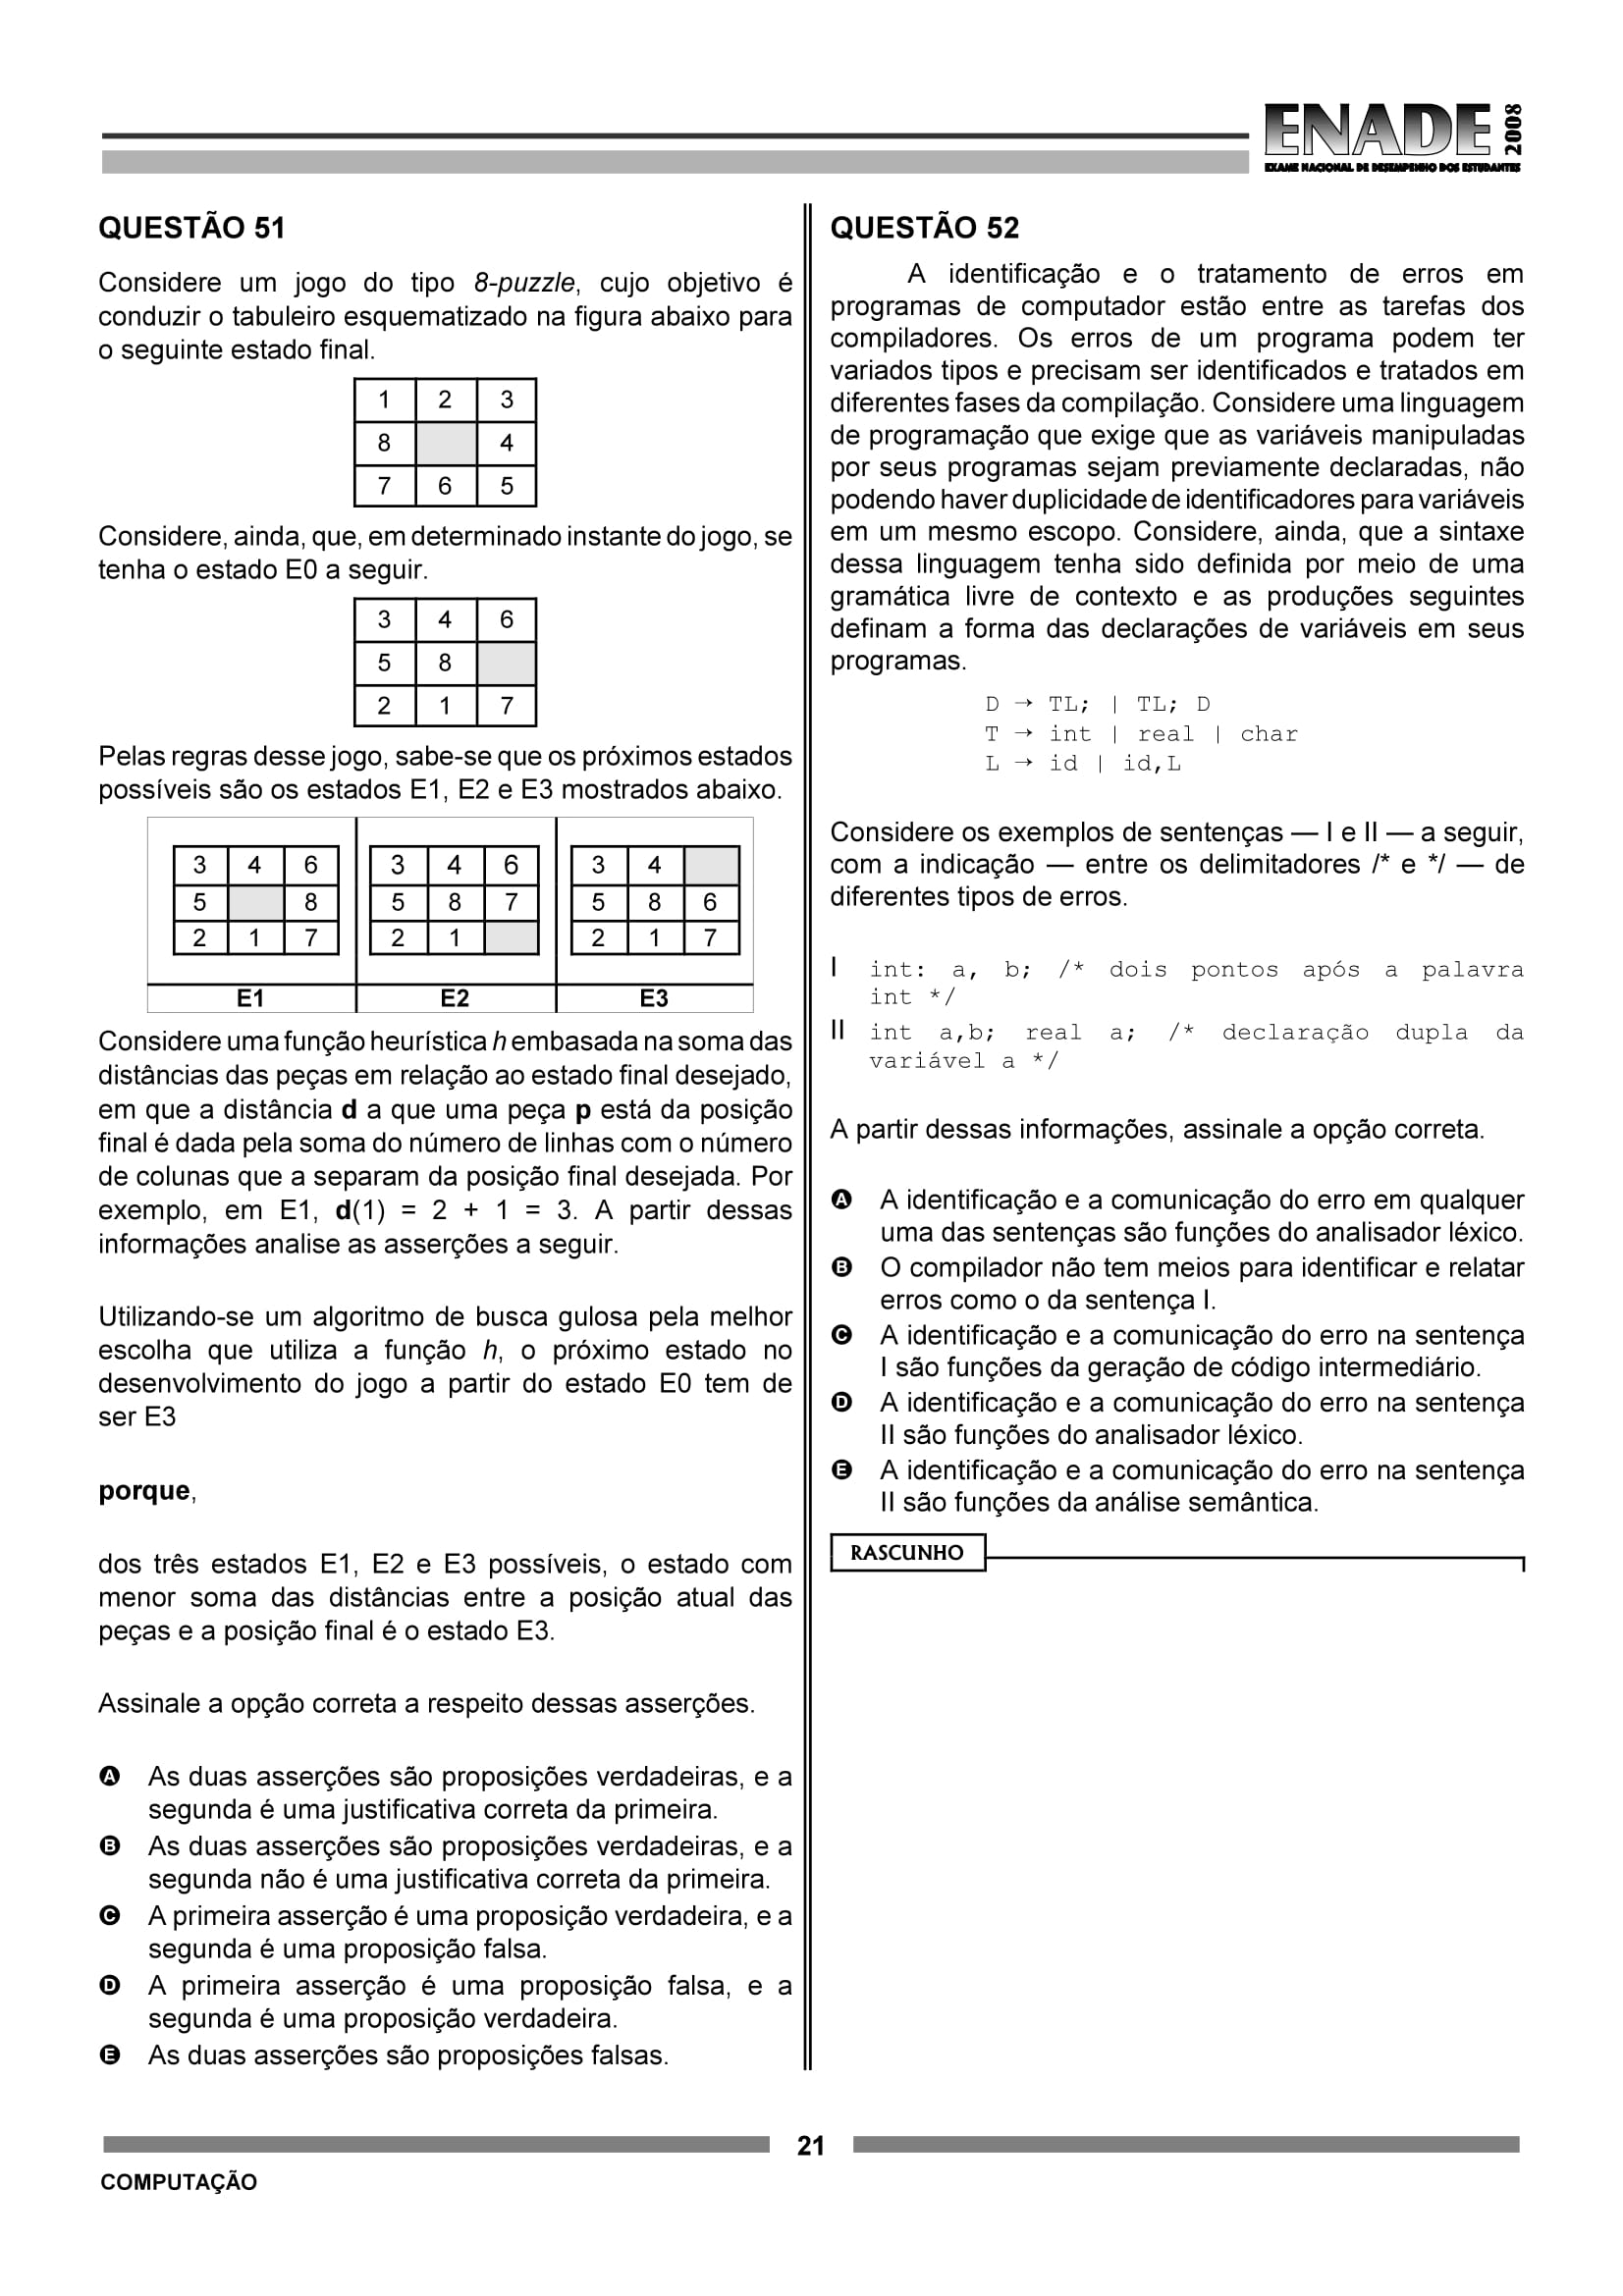 ENADE 2008
EXAME NACIONAL DE DESEMPENHO DOS ESTUDANTES
QUESTÃO 51
Considere um jogo do tipo 8-puzzle, cujo objetivo é
conduzir o tabuleiro esquematizado na figura abaixo para
o seguinte estado final.
1 2 3
8 4
7 6 5
Considere, ainda, que, em determinado instante do jogo, se
tenha o estado E0 a seguir.
3 4 6
5 8
2 1 7
Pelas regras desse jogo, sabe-se que os próximos estados
possíveis são os estados E1, E2 e E3 mostrados abaixo.
3 4 6 3 4 6 3 4
5 8 5 8 7 5 8 6
2 1 7 2 1 2 1 7
E1 E2 E3
Considere uma função heurística h embasada na soma das
distâncias das peças em relação ao estado final desejado,
em que a distância d a que uma peça p está da posição
final é dada pela soma do número de linhas com o número
de colunas que a separam da posição final desejada. Por
exemplo, em E1, d(1) = 2 + 1 = 3. A partir dessas
informações analise as asserções a seguir.
Utilizando-se um algoritmo de busca gulosa pela melhor
escolha que utiliza a função h, o próximo estado no
desenvolvimento do jogo a partir do estado E0 tem de
ser E3
porque,
dos três estados E1, E2 e E3 possíveis, o estado com
menor soma das distâncias entre a posição atual das
peças e a posição final é o estado E3.
Assinale a opção correta a respeito dessas asserções.
A As duas asserções são proposições verdadeiras, e a
segunda é uma justificativa correta da primeira.
B As duas asserções são proposições verdadeiras, e a
segunda não é uma justificativa correta da primeira.
C A primeira asserção é uma proposição verdadeira, e a
segunda é uma proposição falsa.
D A primeira asserção é uma proposição falsa, e a
segunda é uma proposição verdadeira.
E As duas asserções são proposições falsas.
QUESTÃO 52
A identificação e o tratamento de erros em
programas de computador estão entre as tarefas dos
compiladores. Os erros de um programa podem ter
variados tipos e precisam ser identificados e tratados em
diferentes fases da compilação. Considere uma linguagem
de programação que exige que as variáveis manipuladas
por seus programas sejam previamente declaradas, não
podendo haver duplicidade de identificadores para variáveis
em um mesmo escopo. Considere, ainda, que a sintaxe
dessa linguagem tenha sido definida por meio de uma
gramática livre de contexto e as produções seguintes
definam a forma das declarações de variáveis em seus
programas.
D → TL; | TL; D
T → int | real | char
L → id | id,L
Considere os exemplos de sentenças — I e II — a seguir,
com a indicação — entre os delimitadores /* e */ — de
diferentes tipos de erros.
I int: a, b; /* dois pontos após a palavra
int */
II int a,b; real a; /* declaração dupla da
variável a */
A partir dessas informações, assinale a opção correta.
A A identificação e a comunicação do erro em qualquer
uma das sentenças são funções do analisador léxico.
B O compilador não tem meios para identificar e relatar
erros como o da sentença I.
C A identificação e a comunicação do erro na sentença
I são funções da geração de código intermediário.
D A identificação e a comunicação do erro na sentença
II são funções do analisador léxico.
E A identificação e a comunicação do erro na sentença
II são funções da análise semântica.
RASCUNHO
21
COMPUTAÇÃO